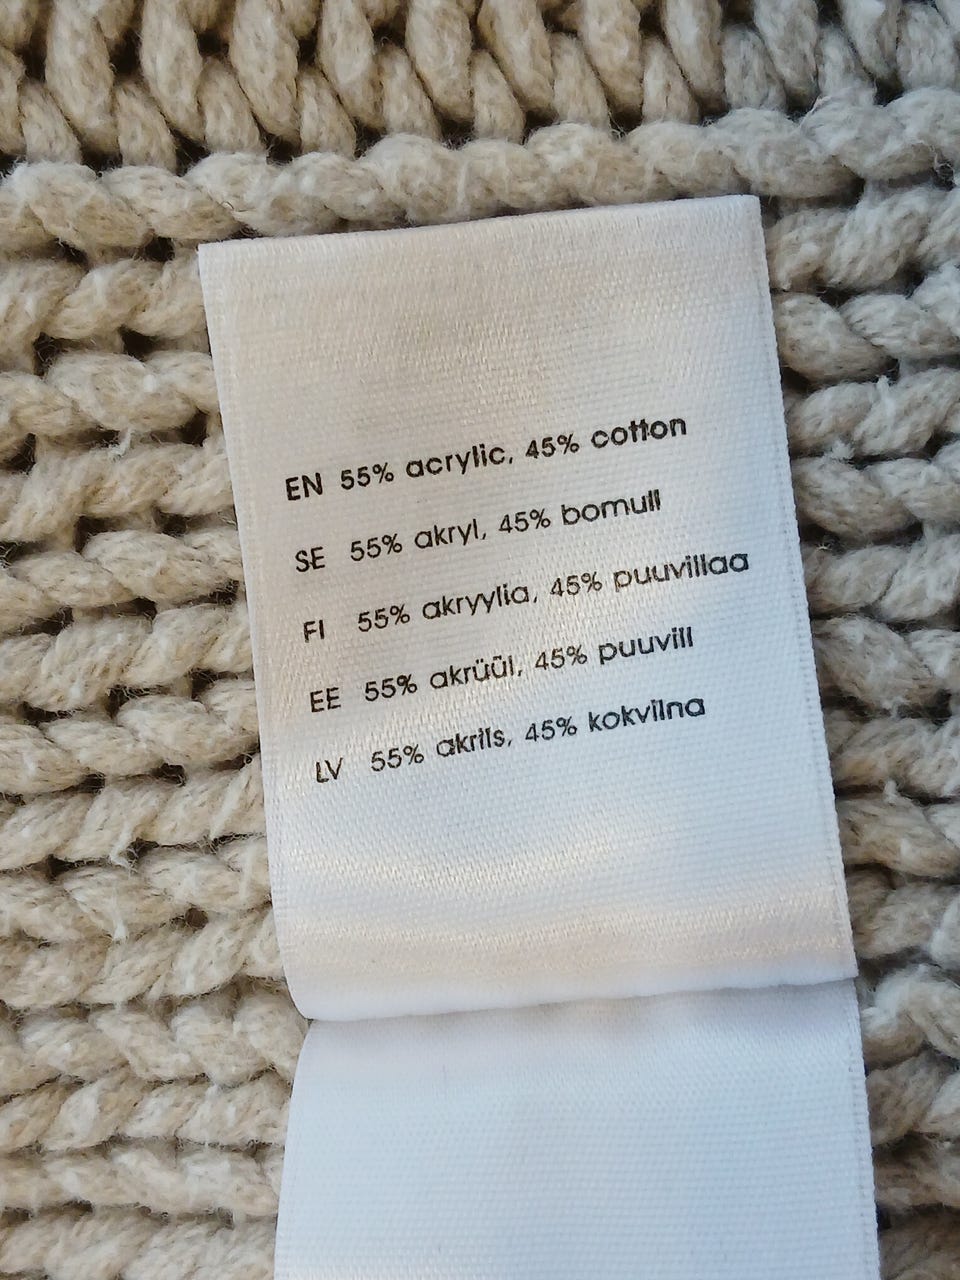 EN 55% acrylic, 45% cotton
SE 55% akryl, 45% bomull
FI 55% akryylia, 45% puuvillaa
EE 55% akrüül, 45% puuvill
LV 55% akrils, 45% kokvilna